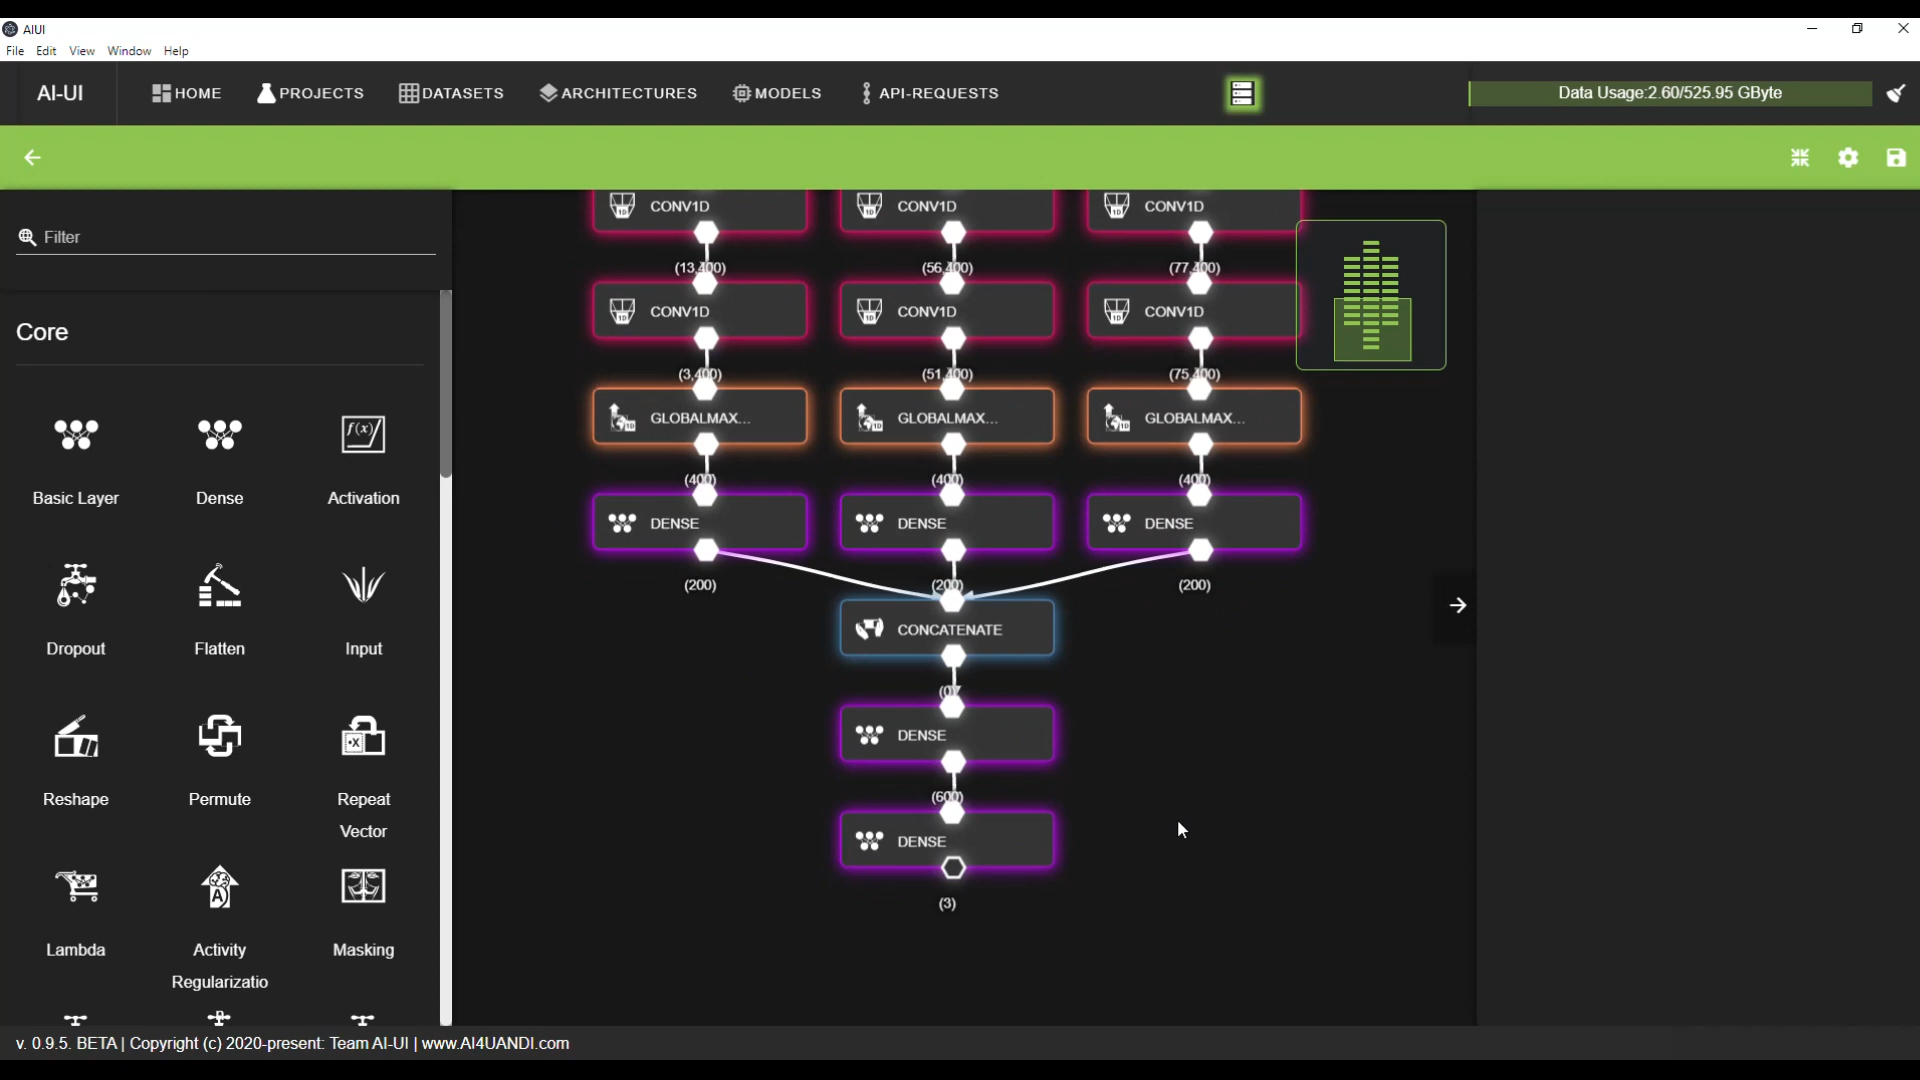 AIUI
File Edit View Window Help
AI-UI HOME PROJECTS DATASETS ARCHITECTURES MODELS API-REQUESTS Data Usage:2.60/525.95 GByte
Filter
Core
Basic Layer Dense Activation
Dropout Flatten Input
Reshape Permute Repeat
Vector
Lambda Activity Masking
Regularizatio
CONV1D CONV1D CONV1D
(13,400) (56,400) (77,400)
CONV1D CONV1D CONV1D
(3,400) (51,400) (75,400)
GLOBALMAX... GLOBALMAX... GLOBALMAX...
(400) (400) (400)
DENSE DENSE DENSE
(200) (200) (200)
CONCATENATE
DENSE
(600)
DENSE
(3)
v. 0.9.5. BETA | Copyright (c) 2020-present: Team AI-UI | www.AI4UANDI.com